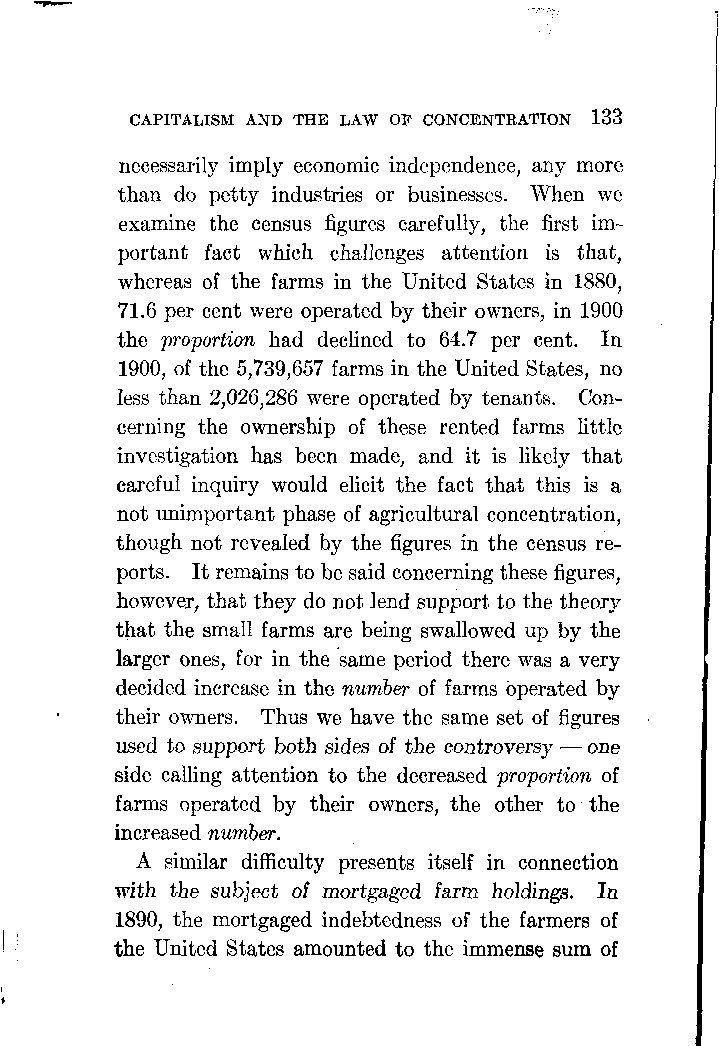 CAPITALISM AND THE LAW OF CONCENTRATION 133
necessarily imply economic independence, any more
than do petty industries or businesses. When we
examine the census figures carefully, the first im-
portant fact which challenges attention is that,
whereas of the farms in the United States in 1880,
71.6 per cent were operated by their owners, in 1900
the proportion had declined to 64.7 per cent. In
1900, of the 5,739,657 farms in the United States, no
less than 2,026,286 were operated by tenants. Con-
cerning the ownership of these rented farms little
investigation has been made, and it is likely that
careful inquiry would elicit the fact that this is a
not unimportant phase of agricultural concentration,
though not revealed by the figures in the census re-
ports. It remains to be said concerning these figures,
however, that they do not lend support to the theory
that the small farms are being swallowed up by the
larger ones, for in the same period there was a very
decided increase in the number of farms operated by
their owners. Thus we have the same set of figures
used to support both sides of the controversy — one
side calling attention to the decreased proportion of
farms operated by their owners, the other to the
increased number.
A similar difficulty presents itself in connection
with the subject of mortgaged farm holdings. In
1890, the mortgaged indebtedness of the farmers of
the United States amounted to the immense sum of